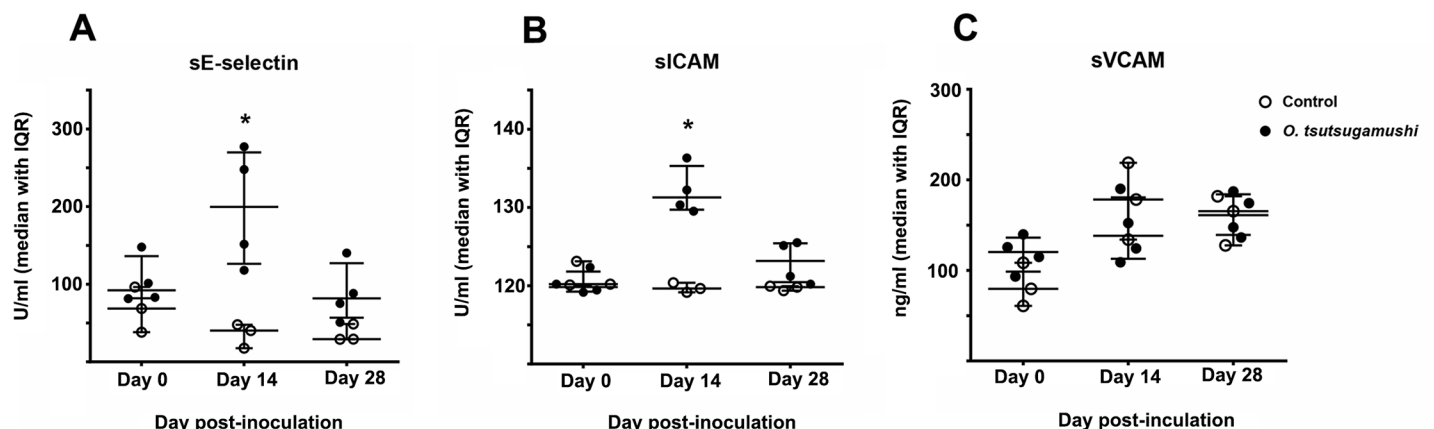 A
sE-selectin
U/ml (median with IQR)
300
200
100
*
Day 0
Day 14
Day 28
Day post-inoculation
B
sICAM
U/ml (median with IQR)
140
130
120
*
Day 0
Day 14
Day 28
Day post-inoculation
C
sVCAM
ng/ml (median with IQR)
300
200
100
Control
O. tsutsugamushi
Day 0
Day 14
Day 28
Day post-inculation